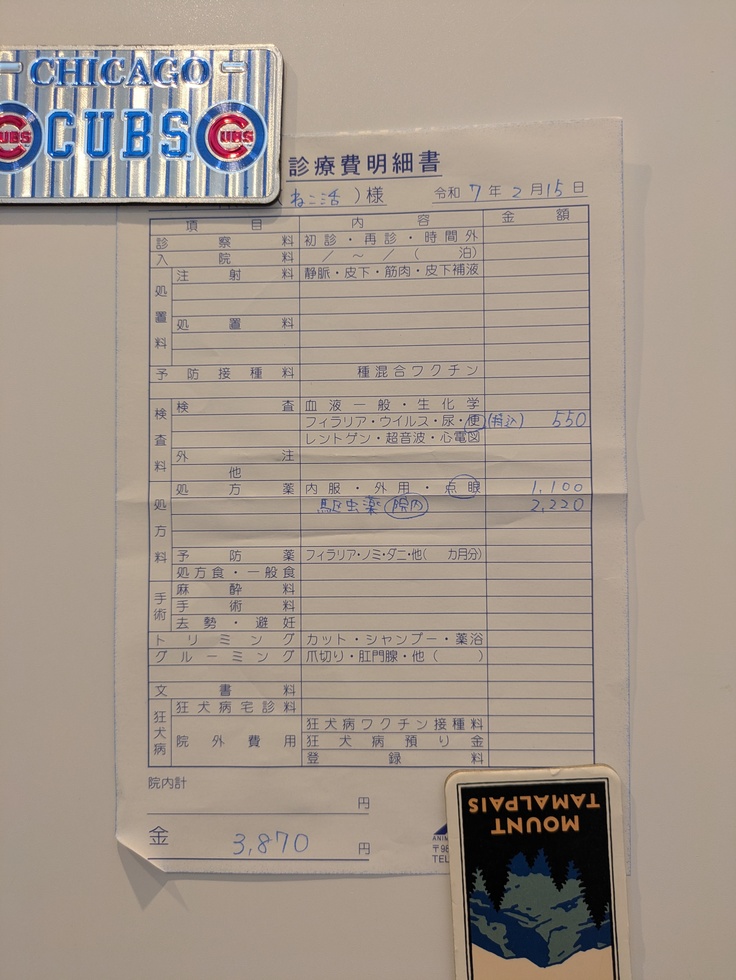 CHICAGO
CUBS
CUBS
CUBS
診療費明細書
(ねこ活)様
令和 7 年 2 月 15 日
項目 内容 金額
診察料 初診・再診・時間外
入院料 / ～ / ( 泊)
処置料
注射料 静脈・皮下・筋肉・皮下補液
処置料
予防接種料 種混合ワクチン
検査料
検査 血液一般・生化学
フィラリア・ウイルス・尿・便 (税込) 550
レントゲン・超音波・心電図
外注
他
処方料
処方薬 内服・外用・点眼 1,100
駆虫薬 院内 2,220
予防薬 フィラリア・ノミ・ダニ・他( カ月分)
処方食・一般食
手術
麻酔料
手術料
去勢・避妊
トリミング カット・シャンプー・薬浴
グルーミング 爪切り・肛門腺・他( )
文書料
狂犬病
狂犬病宅診料
院外費用 狂犬病ワクチン接種料
狂犬病預り金
登録料
院内計
円
金 3,870 円
ANIM
〒98
TEL
MOUNT
TAMALPAIS